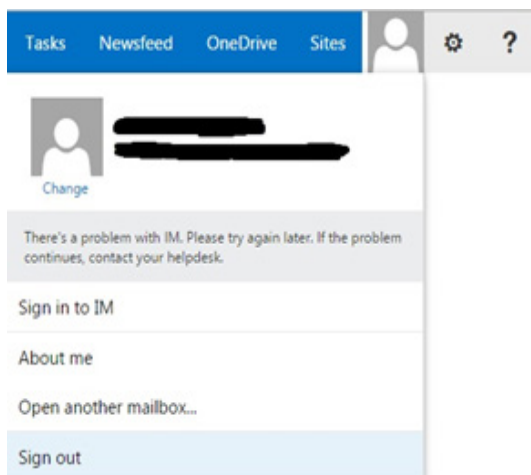 Tasks Newsfeed OneDrive Sites ?
Change
There's a problem with IM. Please try again later. If the problem
continues, contact your helpdesk.
Sign in to IM
About me
Open another mailbox...
Sign out